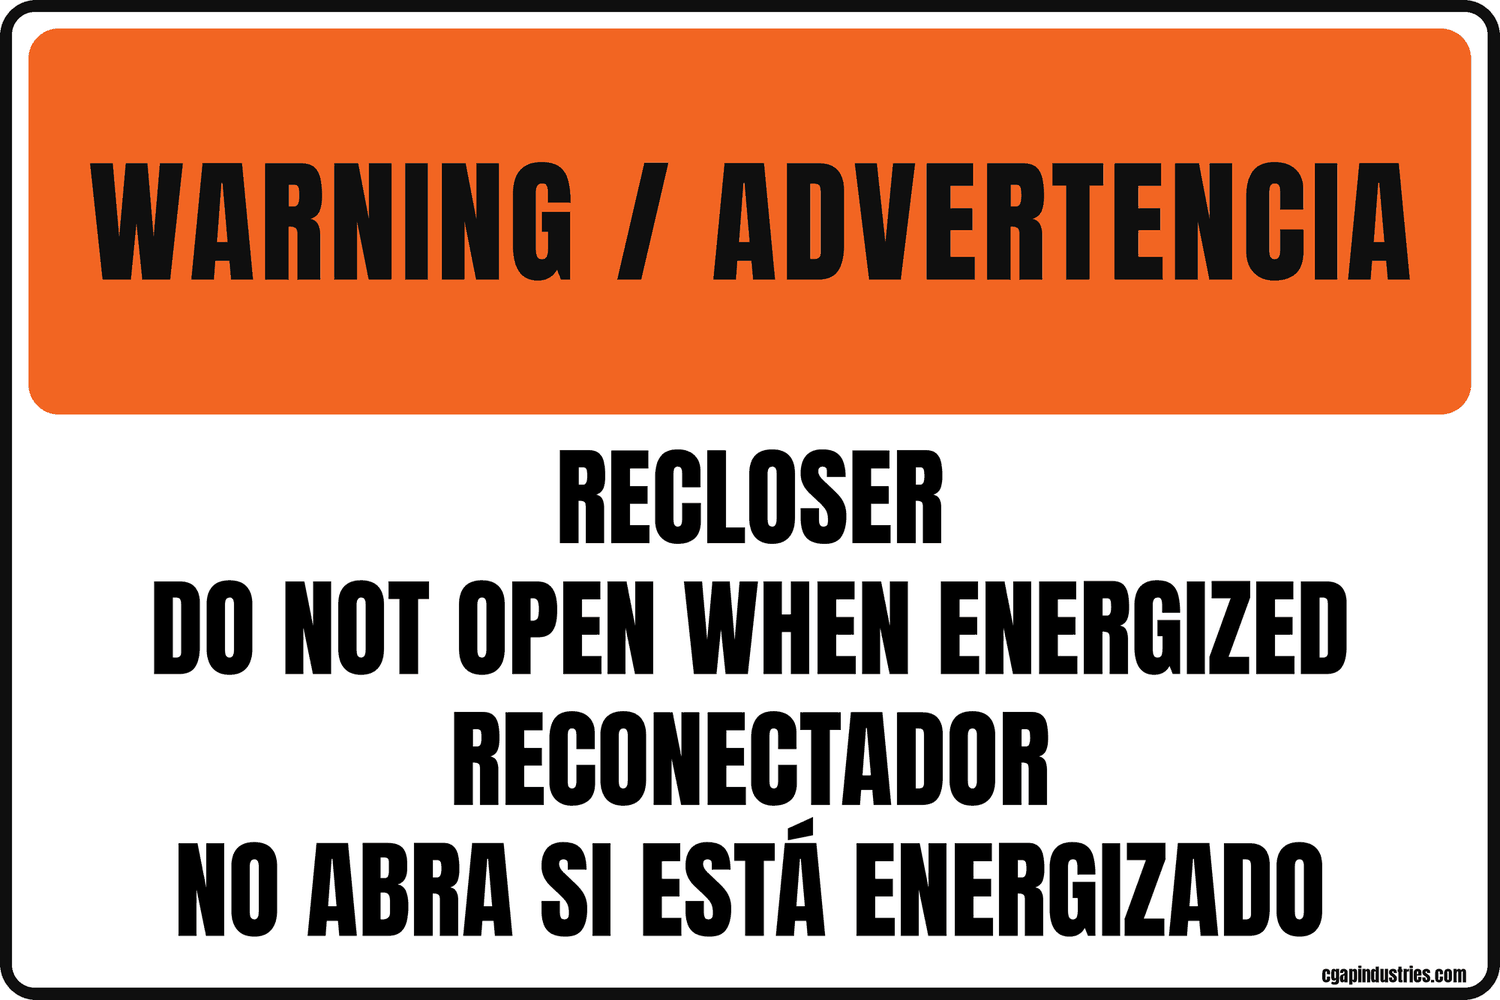 WARNING / ADVERTENCIA
RECLOSER
DO NOT OPEN WHEN ENERGIZED
RECONECTADOR
NO ABRA SI ESTÁ ENERGIZADO
cgapindustries.com